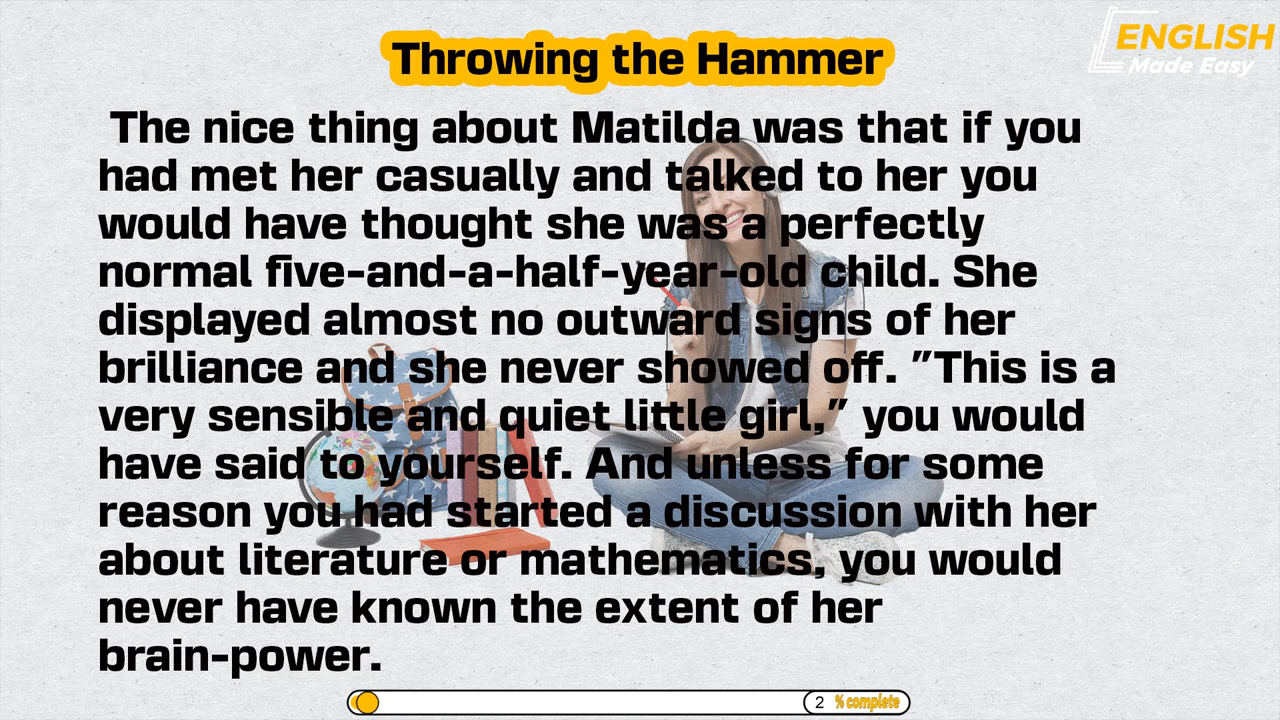 Throwing the Hammer
ENGLISH
Made Easy
The nice thing about Matilda was that if you
had met her casually and talked to her you
would have thought she was a perfectly
normal five-and-a-half-year-old child. She
displayed almost no outward signs of her
brilliance and she never showed off. "This is a
very sensible and quiet little girl," you would
have said to yourself. And unless for some
reason you had started a discussion with her
about literature or mathematics, you would
never have known the extent of her
brain-power.
2 % complete